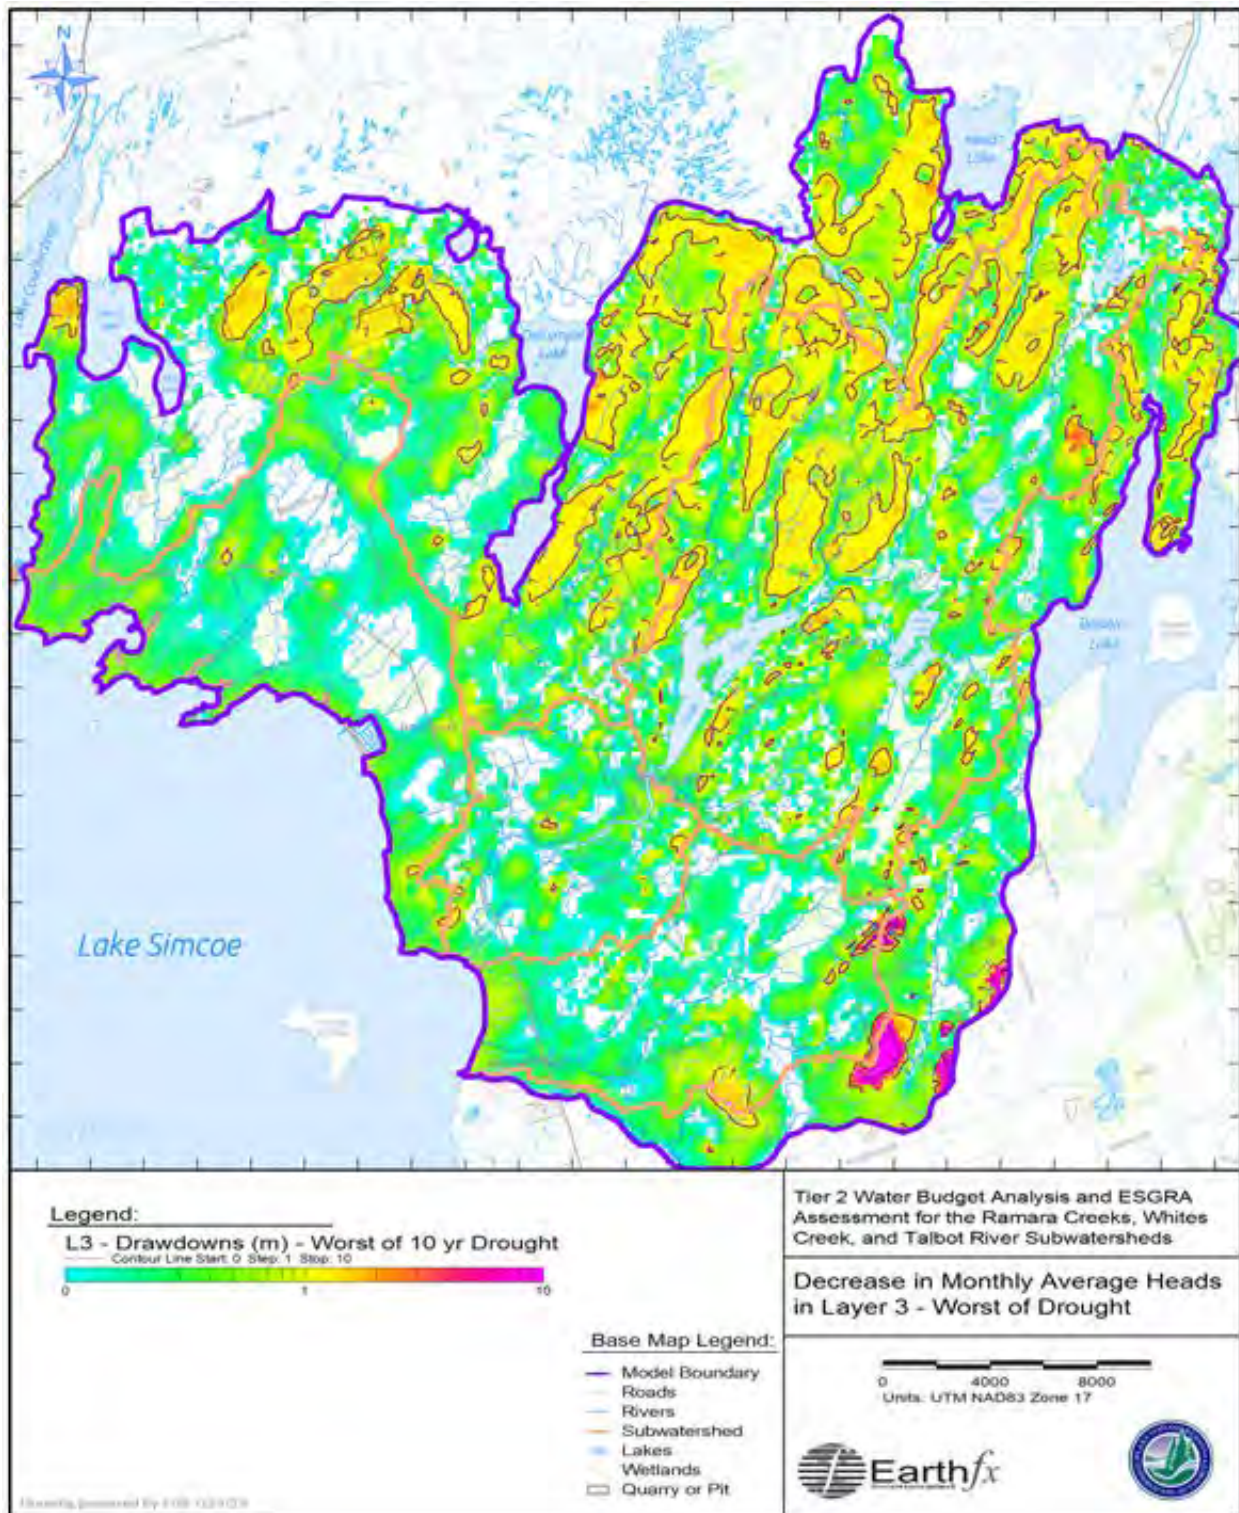 N
Lake
Lake
Lake Simcoe
Legend:
L3 - Drawdowns (m) - Worst of 10 yr Drought
Contour Line Start: 0 Step: 1 Stop: 10
0 1 10
Base Map Legend:
Model Boundary
Roads
Rivers
Subwatershed
Lakes
Wetlands
Quarry or Pit
Tier 2 Water Budget Analysis and ESGRA
Assessment for the Ramara Creeks, Whites
Creek, and Talbot River Subwatersheds
Decrease in Monthly Average Heads
in Layer 3 - Worst of Drought
0 4000 8000
Units: UTM NAD83 Zone 17
Earthfx